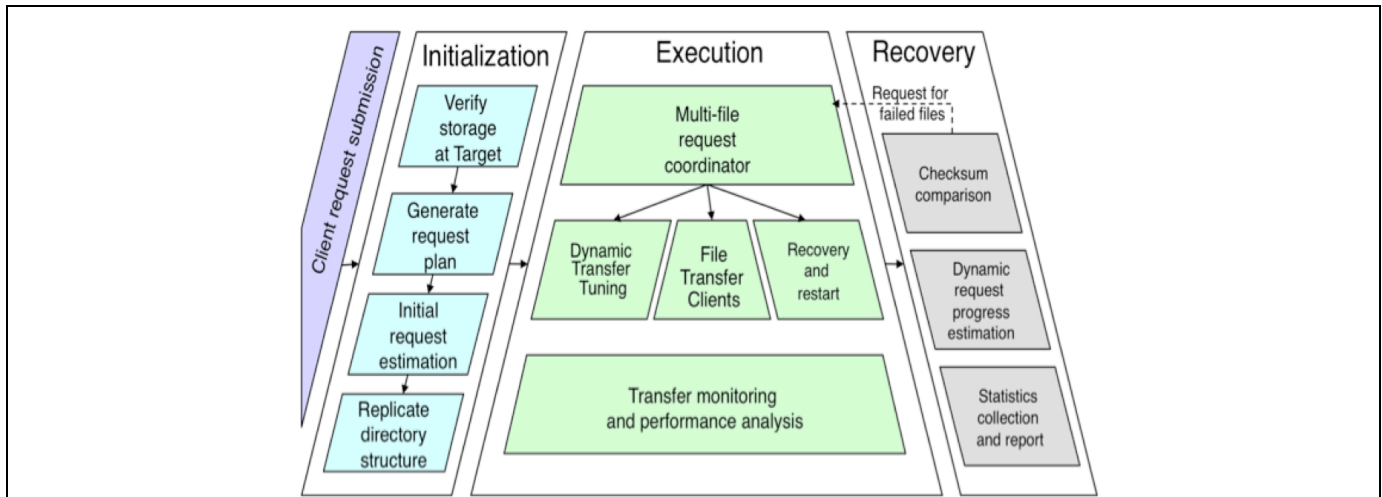 Client request submission
Initialization
Verify
storage
at Target
Generate
request
plan
Initial
request
estimation
Replicate
directory
structure
Execution
Multi-file
request
coordinator
Dynamic
Transfer
Tuning
File
Transfer
Clients
Recovery
and
restart
Transfer monitoring
and performance analysis
Recovery
Request for
failed files
Checksum
comparison
Dynamic
request
progress
estimation
Statistics
collection
and report